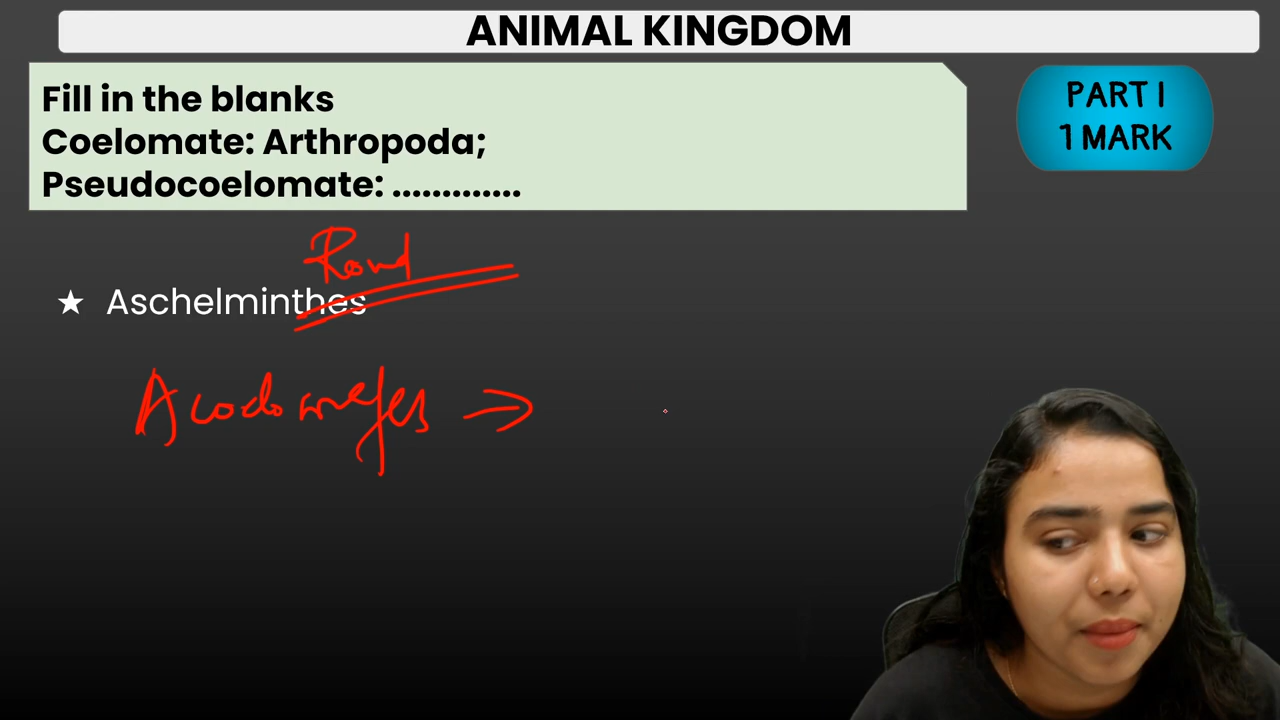 ANIMAL KINGDOM
Fill in the blanks
Coelomate: Arthropoda;
Pseudocoelomate: .............
PART I
1 MARK
Round
★ Aschelminthes
Acoelomates →